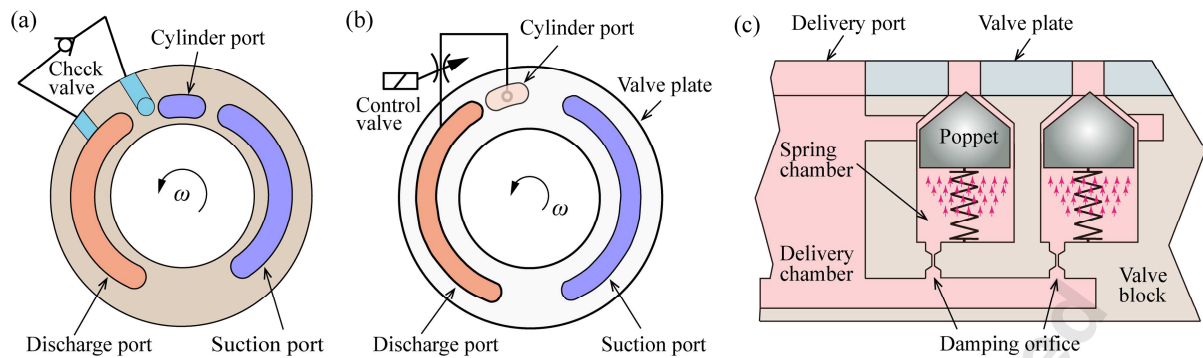 (a)
Cylinder port
Check
valve
ω
Discharge port
Suction port
(b)
Cylinder port
Valve plate
Control
valve
ω
Discharge port
Suction port
(c)
Delivery port
Valve plate
Poppet
Spring
chamber
Delivery
chamber
Valve
block
Damping orifice